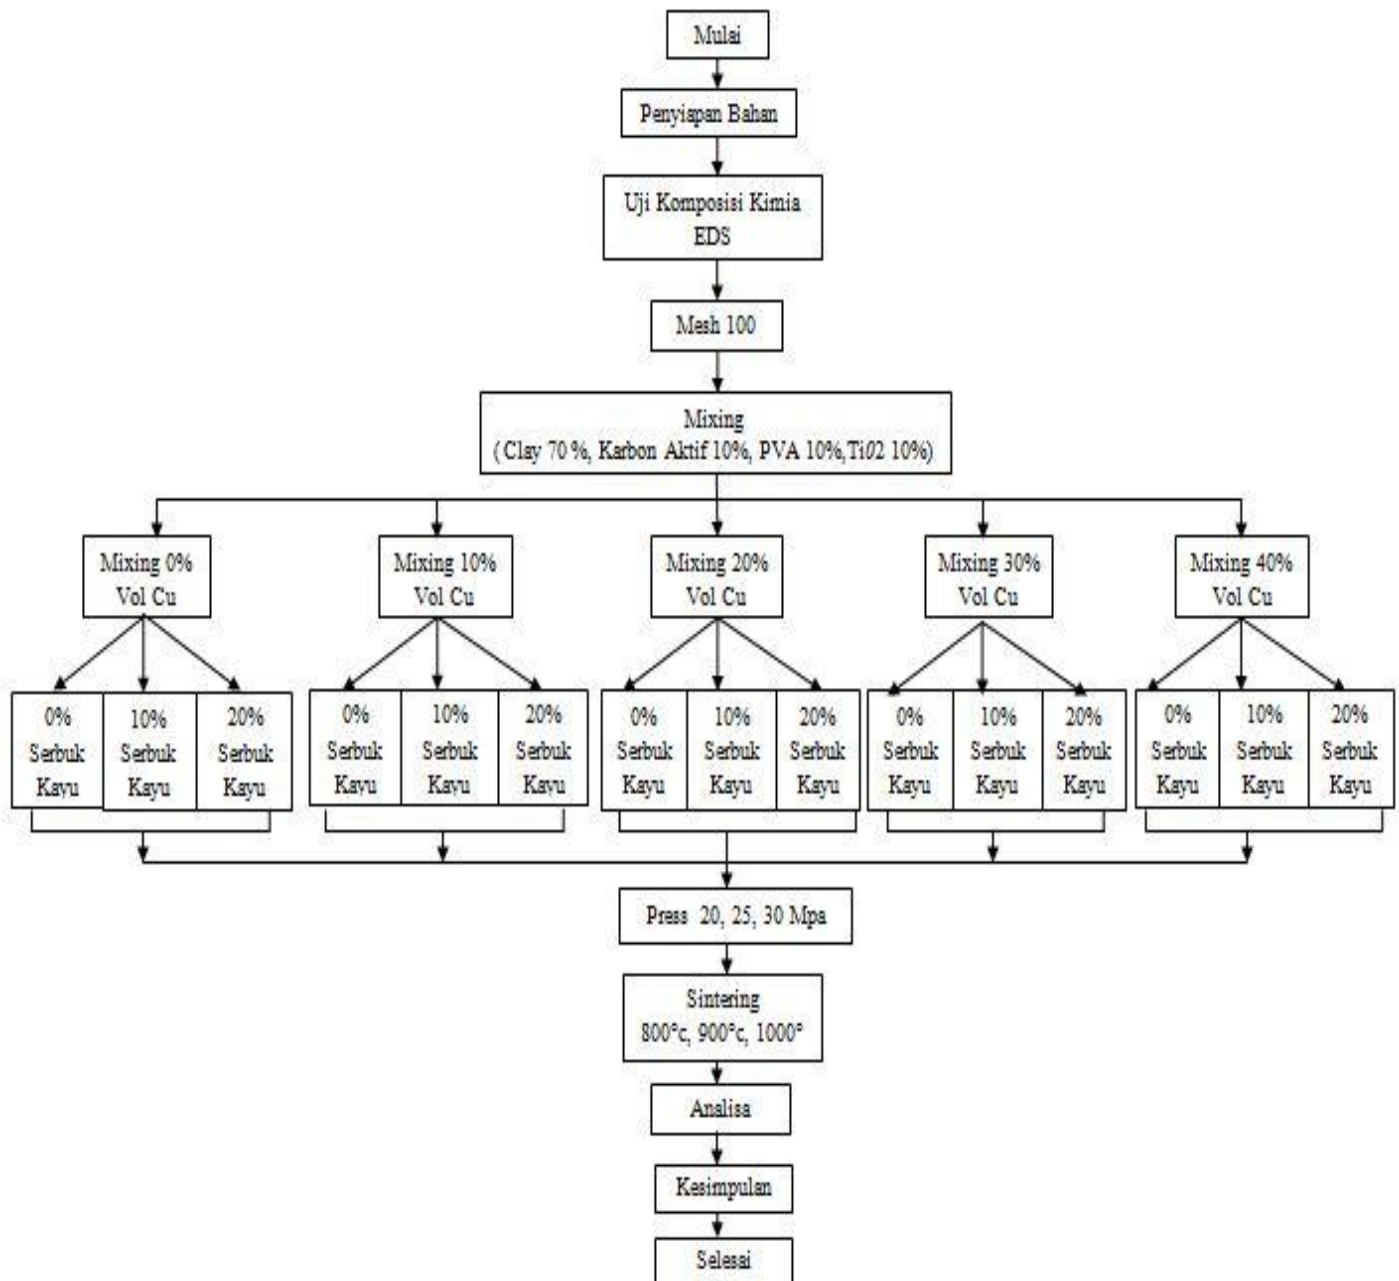 Mulai
Penyiapan Bahan
Uji Komposisi Kimia
EDS
Mesh 100
Mixing
( Clay 70 %, Karbon Aktif 10%, PVA 10%,Ti02 10%)
Mixing 0%
Vol Cu
Mixing 10%
Vol Cu
Mixing 20%
Vol Cu
Mixing 30%
Vol Cu
Mixing 40%
Vol Cu
0%
Serbuk
Kayu
10%
Serbuk
Kayu
20%
Serbuk
Kayu
0%
Serbuk
Kayu
10%
Serbuk
Kayu
20%
Serbuk
Kayu
0%
Serbuk
Kayu
10%
Serbuk
Kayu
20%
Serbuk
Kayu
0%
Serbuk
Kayu
10%
Serbuk
Kayu
20%
Serbuk
Kayu
0%
Serbuk
Kayu
10%
Serbuk
Kayu
20%
Serbuk
Kayu
Press 20, 25, 30 Mpa
Sintering
800°c, 900°c, 1000°
Analisa
Kesimpulan
Selesai